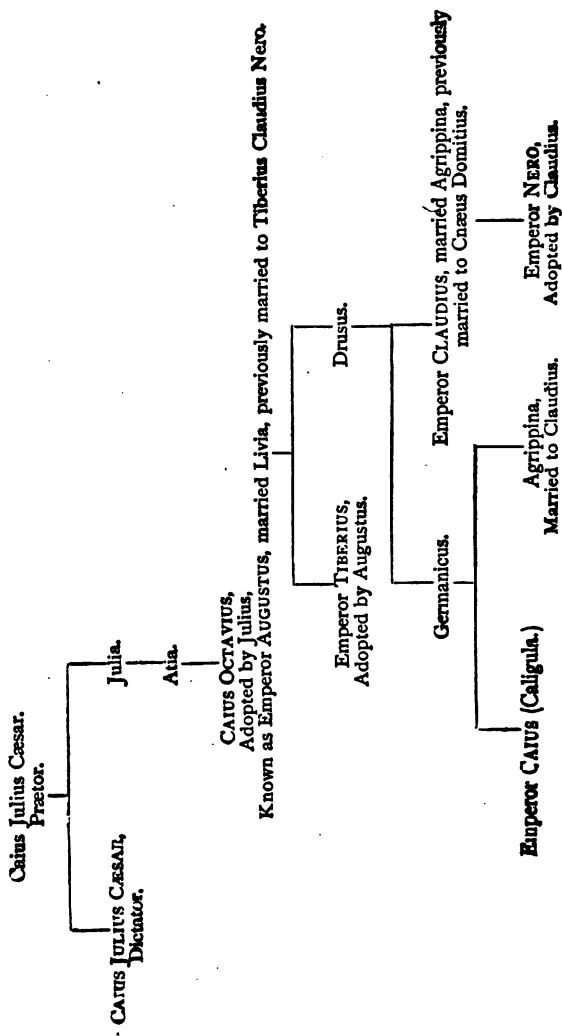 Caius Julius Cæsar.
Prætor.
CAIUS JULIUS CÆSAR,
Dictator.
Julia.
Atia.
CAIUS OCTAVIUS,
Adopted by Julius,
Known as Emperor AUGUSTUS, married Livia, previously married to Tiberius Claudius Nero.
Emperor TIBERIUS,
Adopted by Augustus.
Drusus.
Germanicus.
Emperor CLAUDIUS, married Agrippina, previously
married to Cnæus Domitius.
Emperor CAIUS (Caligula.)
Agrippina,
Married to Claudius.
Emperor NERO,
Adopted by Claudius.